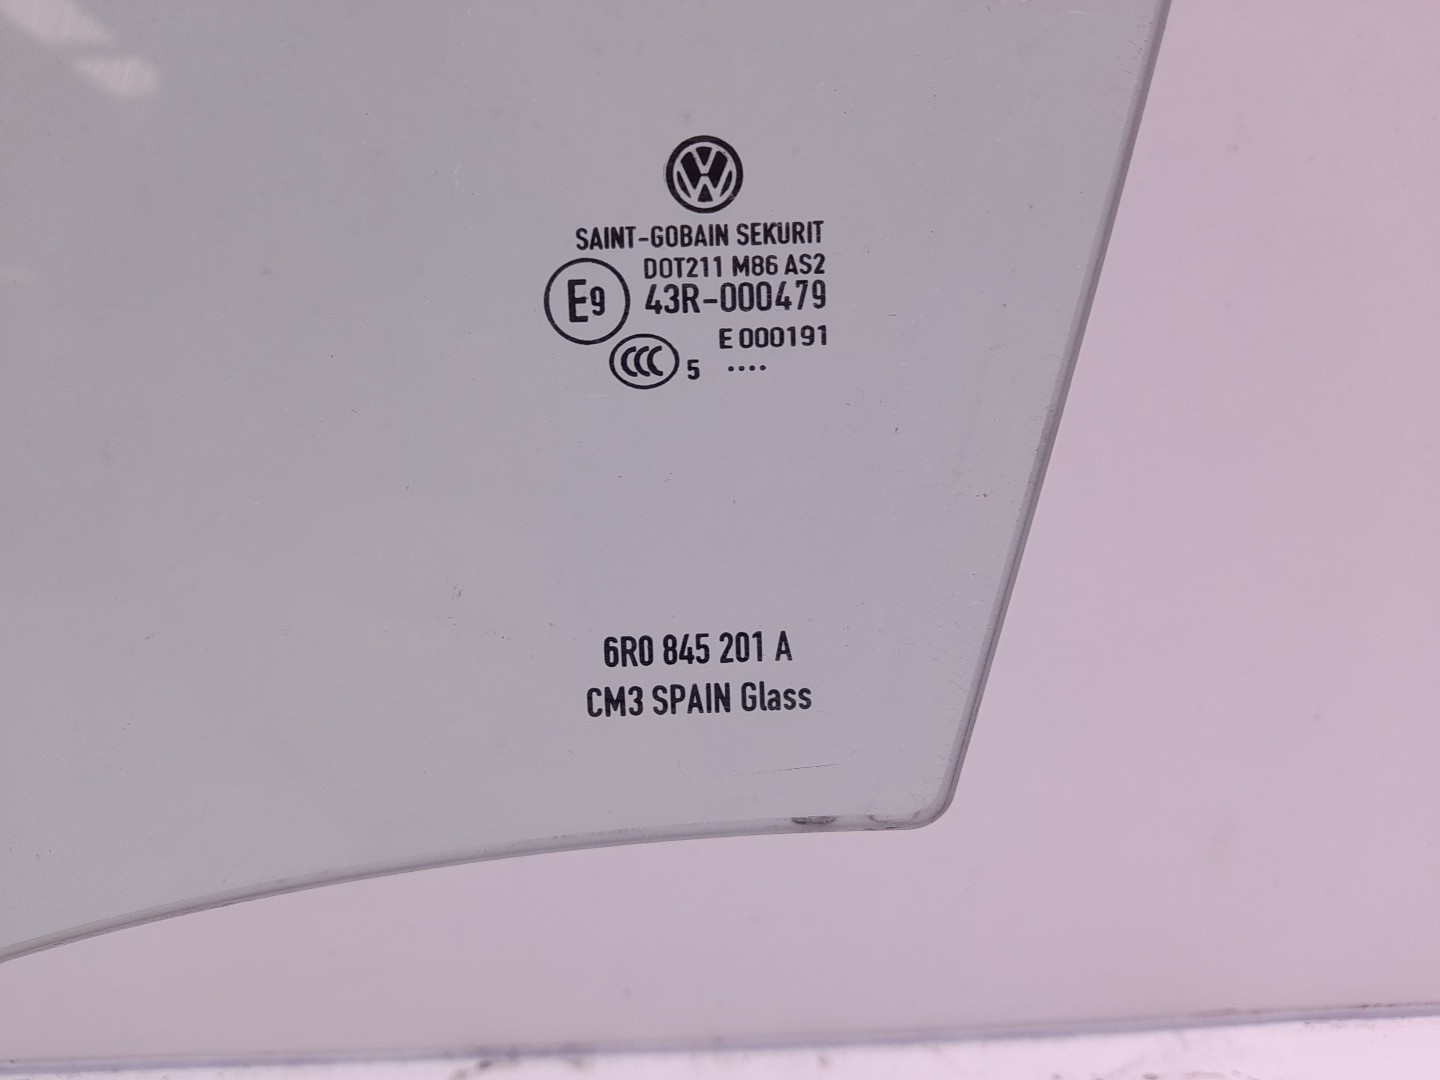 SAINT-GOBAIN SEKURIT
DOT211 M86 AS2
E9 43R-000479
E 000191
CCC 5 ....
6R0 845 201 A
CM3 SPAIN Glass